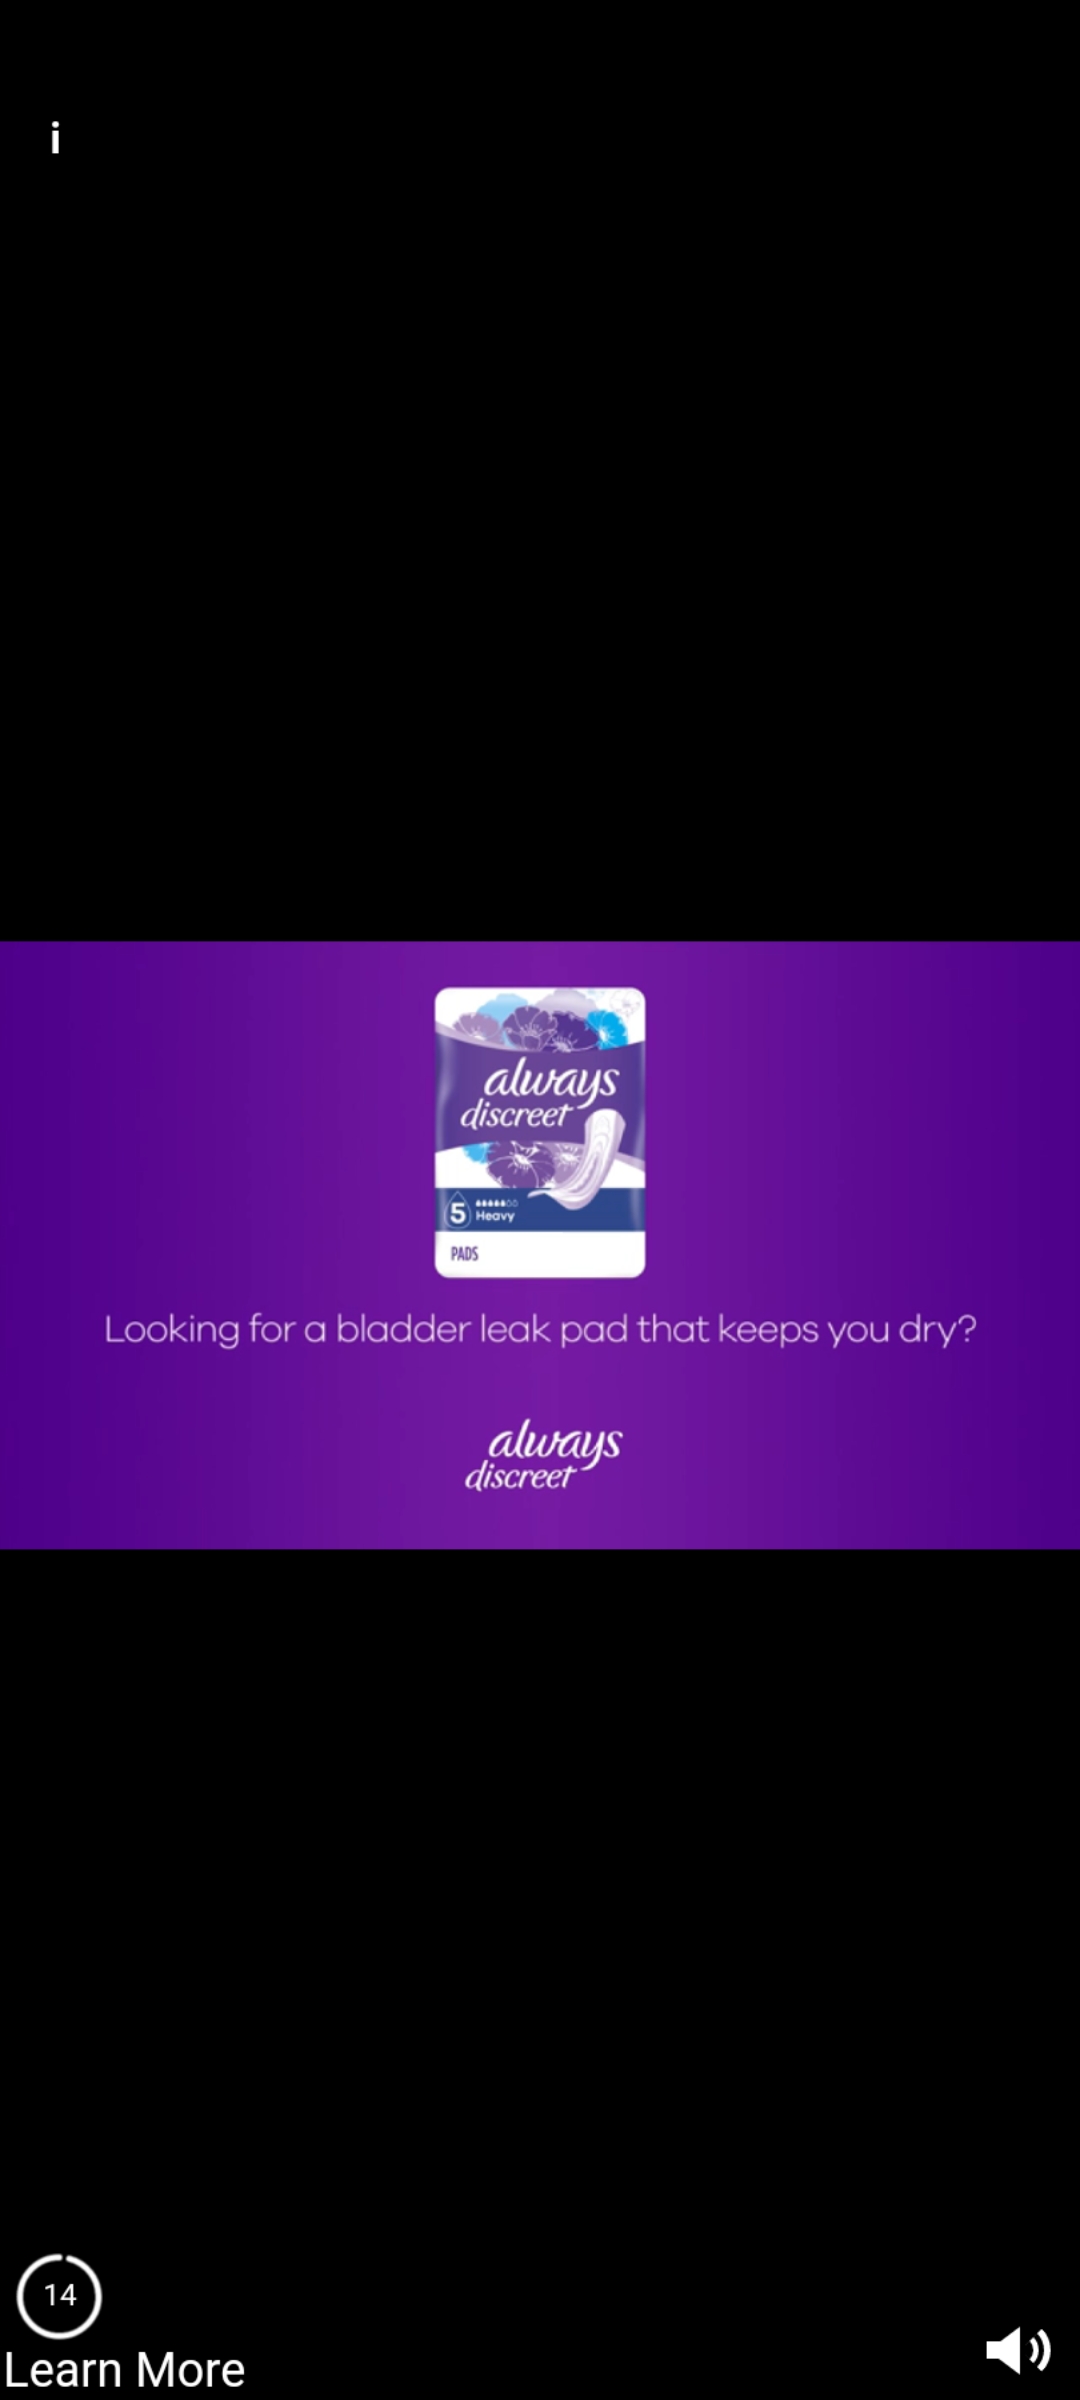 i
always
discreet
5 Heavy
PADS
Looking for a bladder leak pad that keeps you dry?
always
discreet
14
Learn More